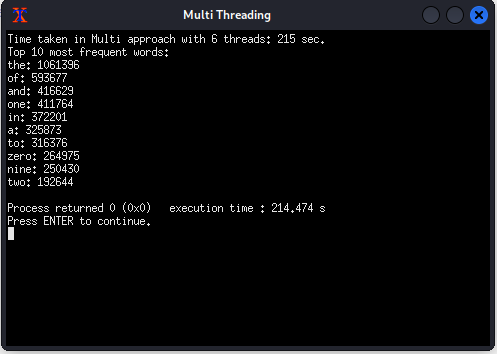 Multi Threading
Time taken in Multi approach with 6 threads: 215 sec.
Top 10 most frequent words:
the: 1061396
of: 593677
and: 416629
one: 411764
in: 372201
a: 325873
to: 316376
zero: 264975
nine: 250430
two: 192644
Process returned 0 (0x0)   execution time : 214.474 s
Press ENTER to continue.